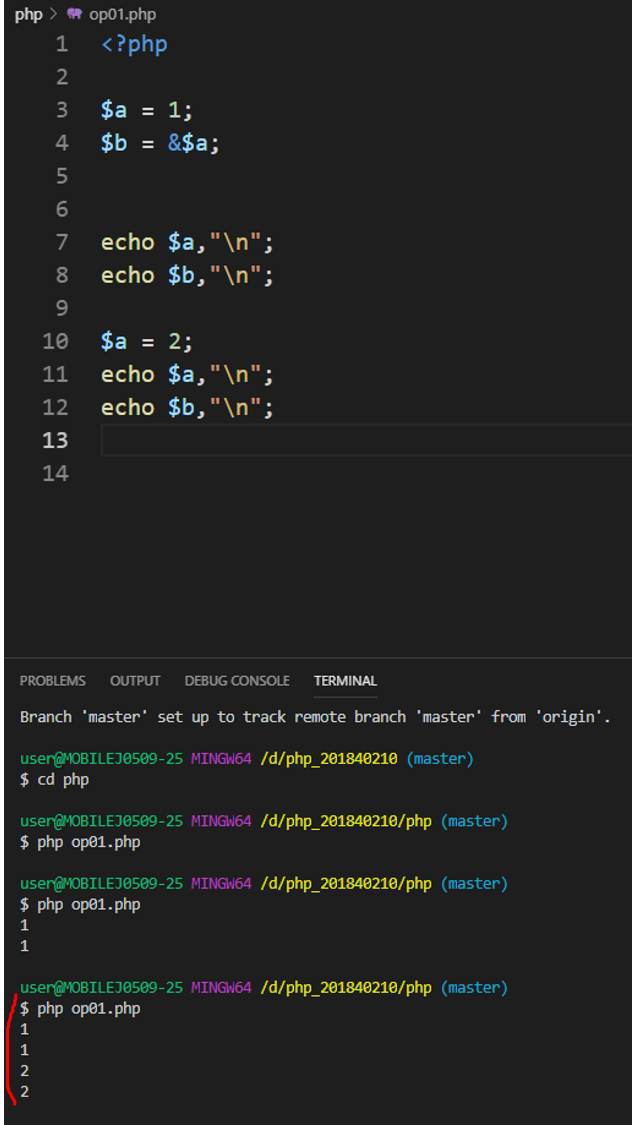 php > op01.php
1 <?php
2
3 $a = 1;
4 $b = &$a;
5
6
7 echo $a,"\n";
8 echo $b,"\n";
9
10 $a = 2;
11 echo $a,"\n";
12 echo $b,"\n";
13
14
PROBLEMS OUTPUT DEBUG CONSOLE TERMINAL
Branch 'master' set up to track remote branch 'master' from 'origin'.
user@MOBILEJ0509-25 MINGW64 /d/php_201840210 (master)
$ cd php
user@MOBILEJ0509-25 MINGW64 /d/php_201840210/php (master)
$ php op01.php
user@MOBILEJ0509-25 MINGW64 /d/php_201840210/php (master)
$ php op01.php
1
1
user@MOBILEJ0509-25 MINGW64 /d/php_201840210/php (master)
$ php op01.php
1
1
2
2